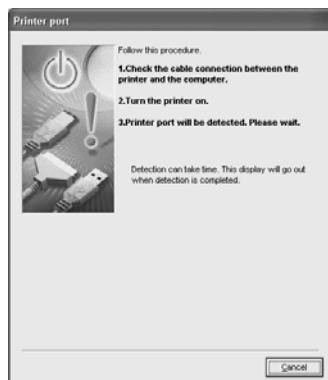 Printer port
Follow this procedure.
1.Check the cable connection between the
printer and the computer.
2.Turn the printer on.
3.Printer port will be detected. Please wait.
Detection can take time. This display will go out
when detection is completed.
Cancel